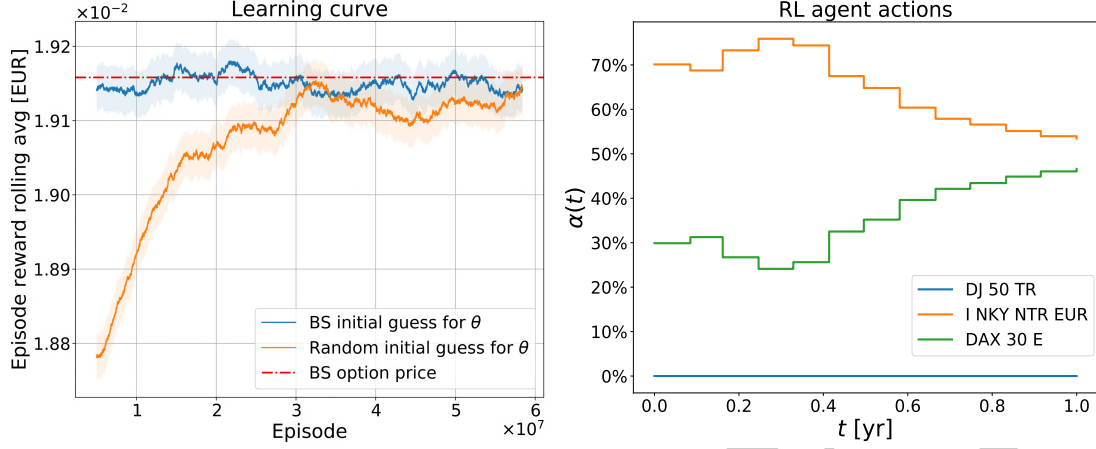 Learning curve
×10⁻²
Episode reward rolling avg [EUR]
1.92
1.91
1.90
1.89
1.88
BS initial guess for θ
Random initial guess for θ
BS option price
1 2 3 4 5 6
×10⁷
Episode
RL agent actions
α(t)
70%
60%
50%
40%
30%
20%
10%
0%
DJ 50 TR
I NKY NTR EUR
DAX 30 E
0.0 0.2 0.4 0.6 0.8 1.0
t [yr]